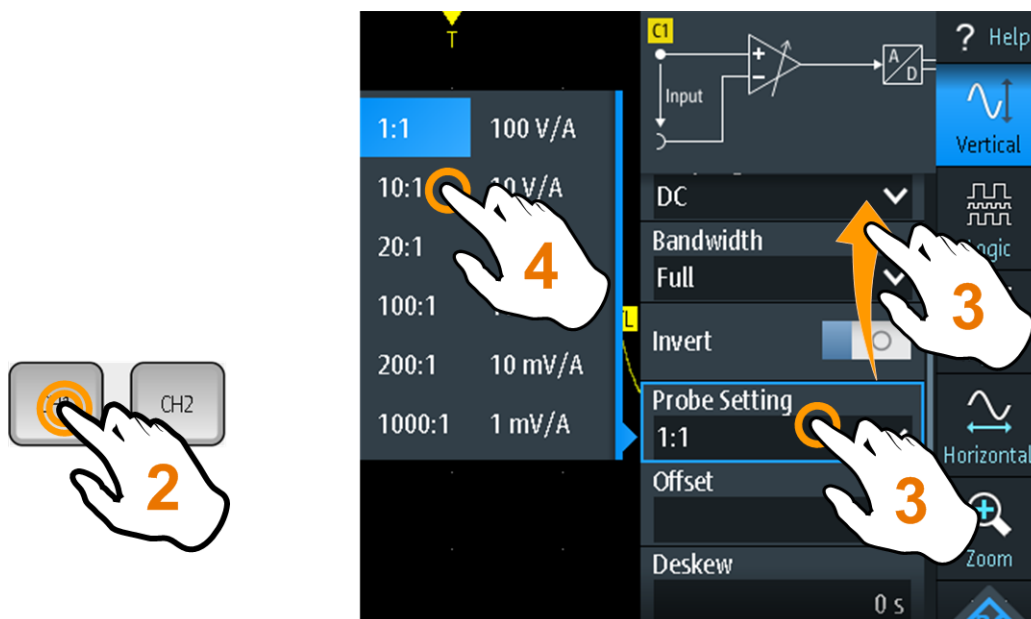 T
C1
Input
A
D
? Help
Vertical
1:1 100 V/A
10:1 10 V/A
20:1
100:1
200:1 10 mV/A
1000:1 1 mV/A
DC
Bandwidth
Full
Invert
Probe Setting
1:1
Offset
Deskew
0 s
Horizontal
Zoom
CH2
2
3
3
4